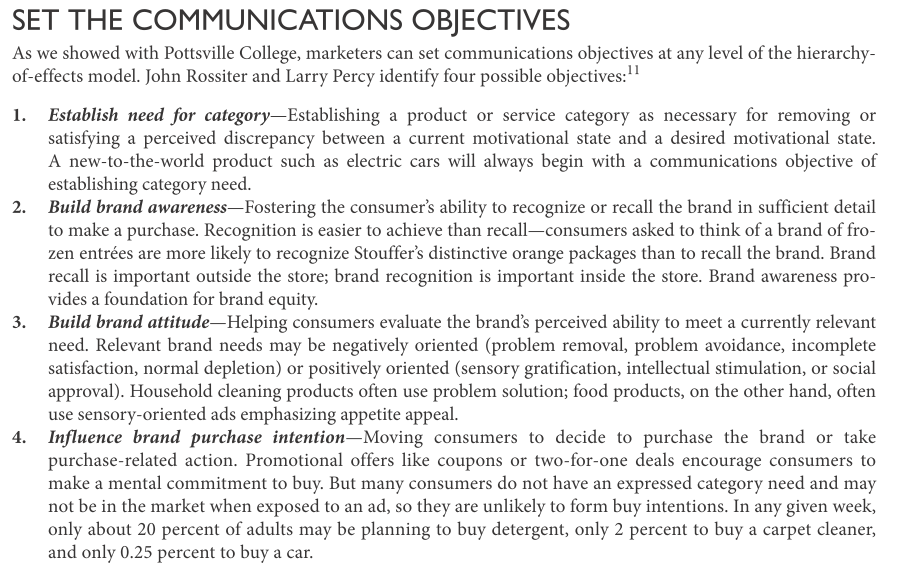 SET THE COMMUNICATIONS OBJECTIVES
As we showed with Pottsville College, marketers can set communications objectives at any level of the hierarchy-
of-effects model. John Rossiter and Larry Percy identify four possible objectives:11
1. Establish need for category—Establishing a product or service category as necessary for removing or
satisfying a perceived discrepancy between a current motivational state and a desired motivational state.
A new-to-the-world product such as electric cars will always begin with a communications objective of
establishing category need.
2. Build brand awareness—Fostering the consumer’s ability to recognize or recall the brand in sufficient detail
to make a purchase. Recognition is easier to achieve than recall—consumers asked to think of a brand of fro-
zen entrées are more likely to recognize Stouffer’s distinctive orange packages than to recall the brand. Brand
recall is important outside the store; brand recognition is important inside the store. Brand awareness pro-
vides a foundation for brand equity.
3. Build brand attitude—Helping consumers evaluate the brand’s perceived ability to meet a currently relevant
need. Relevant brand needs may be negatively oriented (problem removal, problem avoidance, incomplete
satisfaction, normal depletion) or positively oriented (sensory gratification, intellectual stimulation, or social
approval). Household cleaning products often use problem solution; food products, on the other hand, often
use sensory-oriented ads emphasizing appetite appeal.
4. Influence brand purchase intention—Moving consumers to decide to purchase the brand or take
purchase-related action. Promotional offers like coupons or two-for-one deals encourage consumers to
make a mental commitment to buy. But many consumers do not have an expressed category need and may
not be in the market when exposed to an ad, so they are unlikely to form buy intentions. In any given week,
only about 20 percent of adults may be planning to buy detergent, only 2 percent to buy a carpet cleaner,
and only 0.25 percent to buy a car.